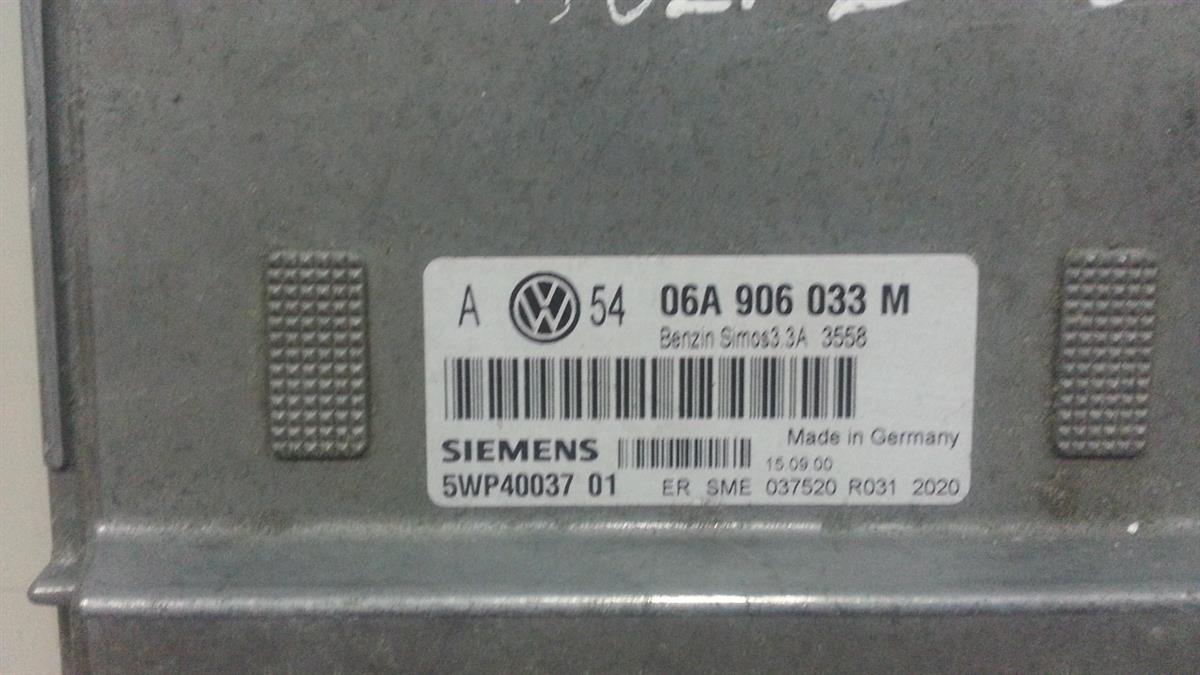 A VW 54 06A 906 033 M
Benzin Simos3.3A 3558
Made in Germany
SIEMENS 15.09.00
5WP40037 01 ER SME 037520 R031 2020